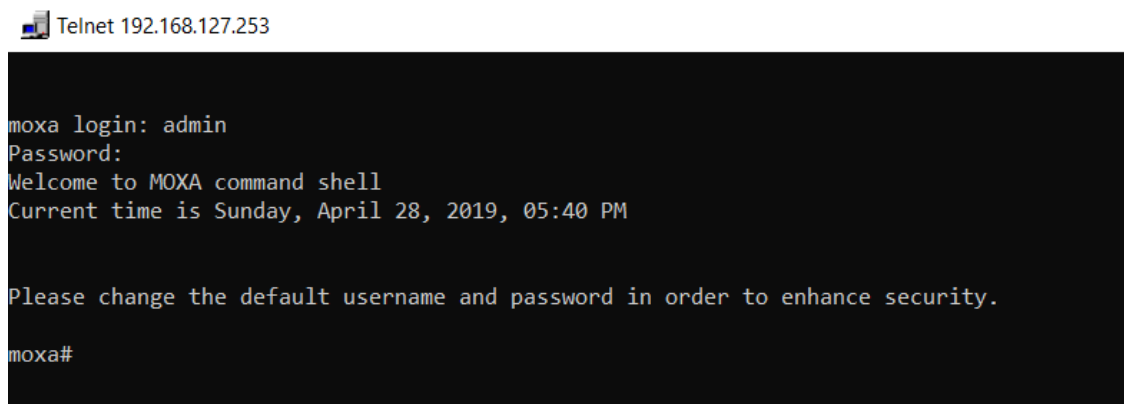 Telnet 192.168.127.253
moxa login: admin
Password:
Welcome to MOXA command shell
Current time is Sunday, April 28, 2019, 05:40 PM
Please change the default username and password in order to enhance security.
moxa#